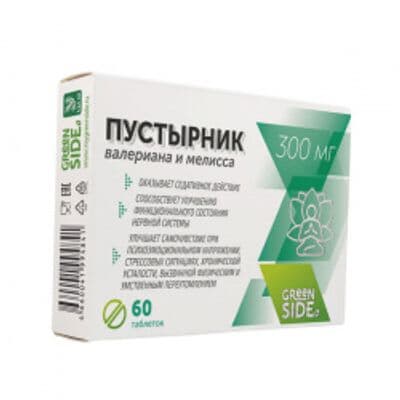 ПУСТЫРНИК
валериана и мелисса
300 мг
ОКАЗЫВАЕТ СЕДАТИВНОЕ ДЕЙСТВИЕ
СПОСОБСТВУЕТ УЛУЧШЕНИЮ
ФУНКЦИОНАЛЬНОГО СОСТОЯНИЯ
НЕРВНОЙ СИСТЕМЫ
УЛУЧШАЕТ САМОЧУВСТВИЕ ПРИ
ПСИХОЭМОЦИОНАЛЬНОМ НАПРЯЖЕНИИ,
СТРЕССОВЫХ СИТУАЦИЯХ, ХРОНИЧЕСКОЙ
УСТАЛОСТИ, ВЫЗВАННОЙ ФИЗИЧЕСКИМ И
УМСТВЕННЫМ ПЕРЕУТОМЛЕНИЕМ
60
таблеток
GREEN
SIDE
GREEN
SIDE
EAC